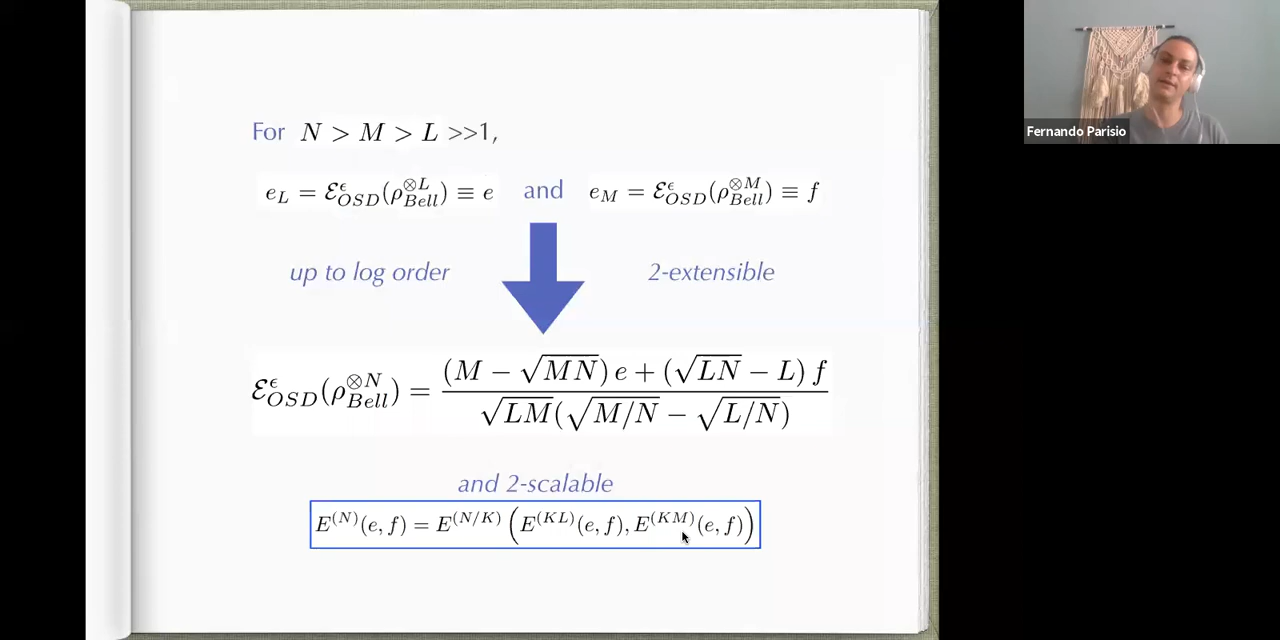 For N > M > L >>1,
e_L = ℰ^ϵ_{OSD}(ρ^{⊗L}_{Bell}) ≡ e and e_M = ℰ^ϵ_{OSD}(ρ^{⊗M}_{Bell}) ≡ f
up to log order 2-extensible
ℰ^ϵ_{OSD}(ρ^{⊗N}_{Bell}) = \frac{(M − √{MN}) e + (√{LN} − L) f}{√{LM}(√{M/N} − √{L/N})}
and 2-scalable
E^{(N)}(e, f) = E^{(N/K)} (E^{(KL)}(e, f), E^{(KM)}(e, f))
Fernando Parisio